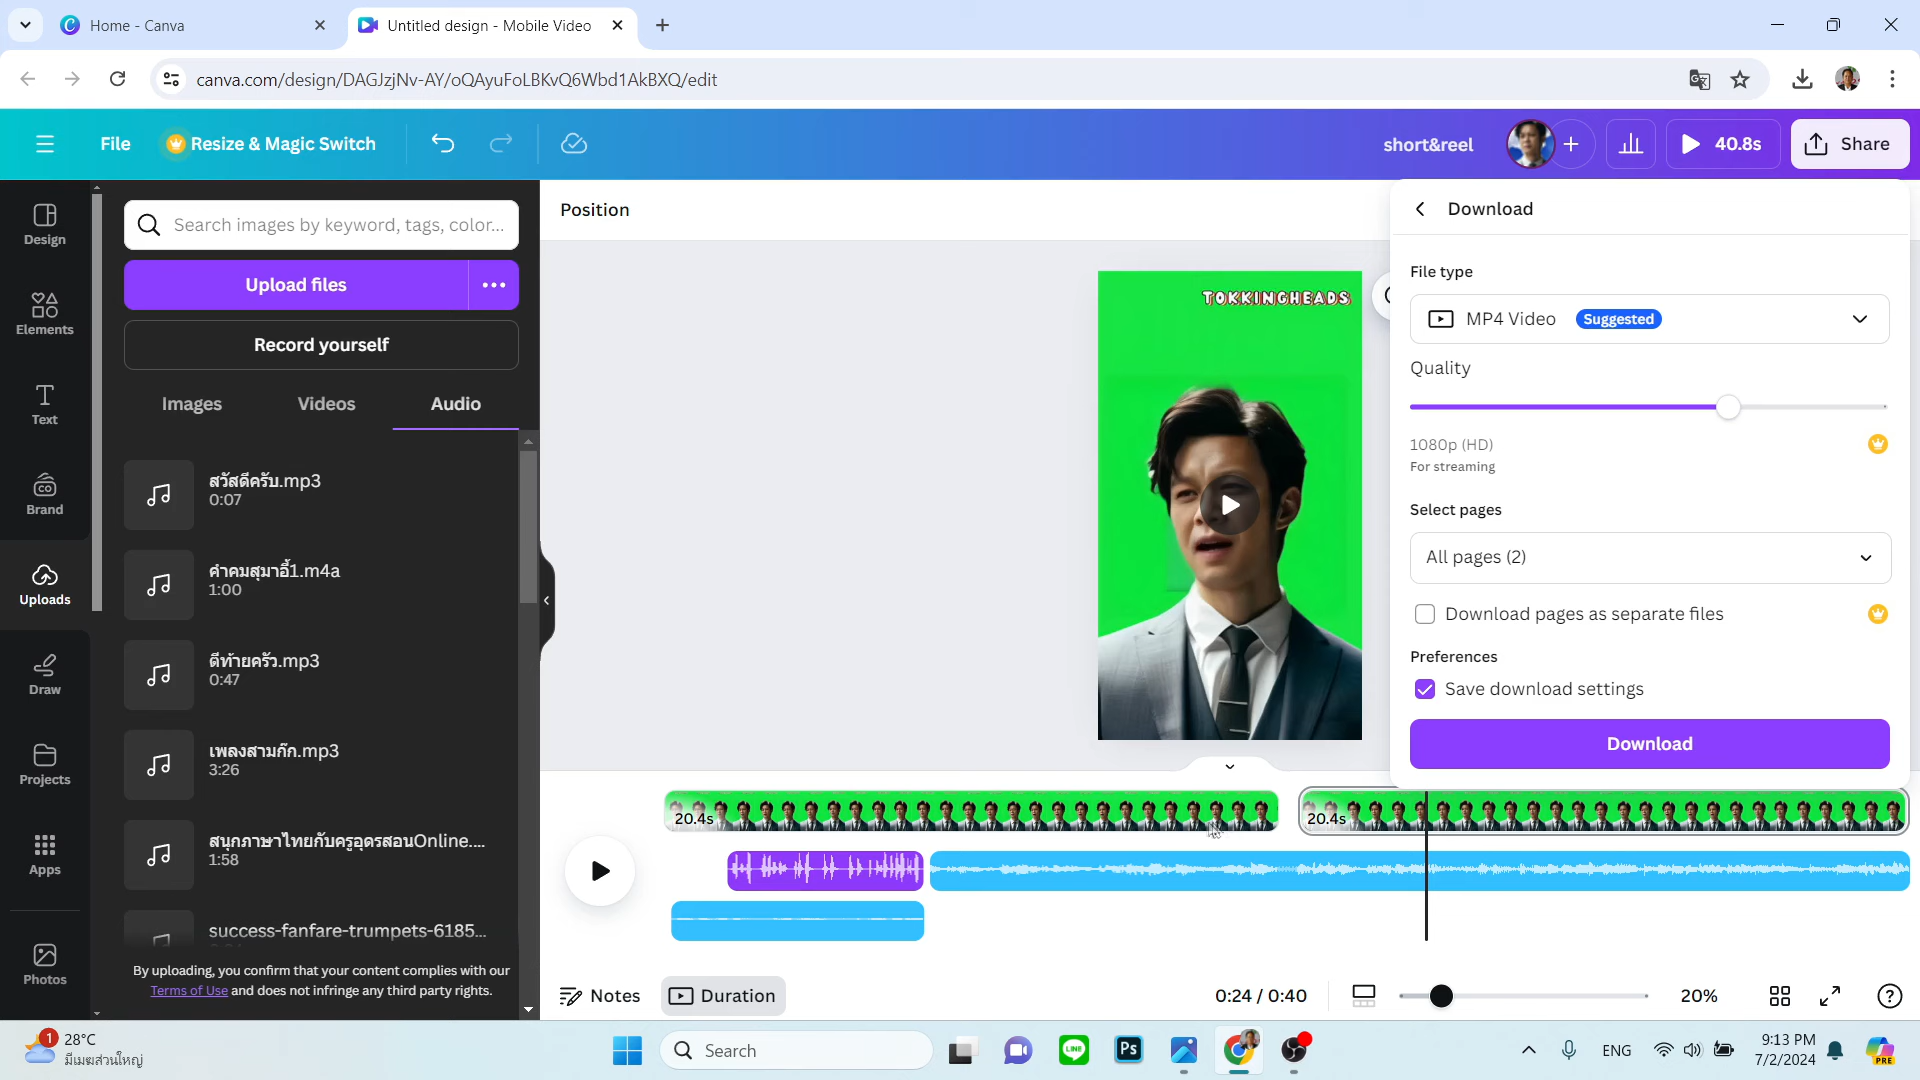 Home - Canva
Untitled design - Mobile Video
canva.com/design/DAGJzjNv-AY/oQAyuFoLBKvQ6Wbd1AkBXQ/edit
File
Resize & Magic Switch
short&reel
40.8s
Share
Design
Elements
Text
Brand
Uploads
Draw
Projects
Apps
Photos
Search images by keyword, tags, color...
Upload files
Record yourself
Images
Videos
Audio
สวัสดีครับ.mp3
0:07
คำคมสุมาอี้1.m4a
1:00
ดีท้ายครัว.mp3
0:47
เพลงสามก๊ก.mp3
3:26
สนุกภาษาไทยกับครูอุดรสอนOnline....
1:58
success-fanfare-trumpets-6185...
By uploading, you confirm that your content complies with our
Terms of Use and does not infringe any third party rights.
Position
TOKKINGHEADS
Download
File type
MP4 Video
Suggested
Quality
1080p (HD)
For streaming
Select pages
All pages (2)
Download pages as separate files
Preferences
Save download settings
Download
20.4s
20.4s
Notes
Duration
0:24 / 0:40
20%
1
28°C
มีเมฆส่วนใหญ่
Search
LINE
Ps
ENG
9:13 PM
7/2/2024
PRE